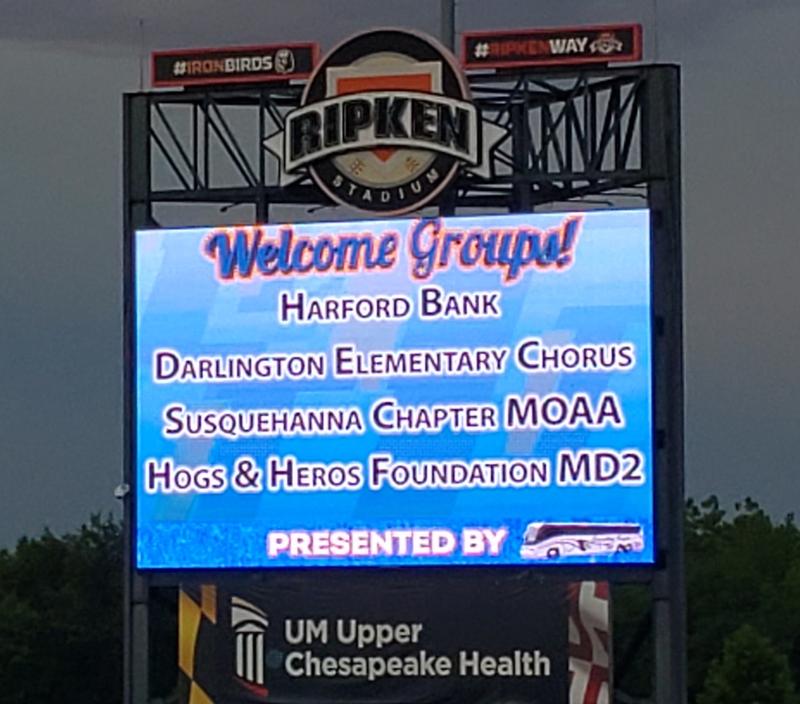 #IRONBIRDS
#RIPKENWAY
RIPKEN
STADIUM
Welcome Groups!
HARFORD BANK
DARLINGTON ELEMENTARY CHORUS
SUSQUEHANNA CHAPTER MOAA
HOGS & HEROS FOUNDATION MD2
PRESENTED BY
UM Upper
Chesapeake Health